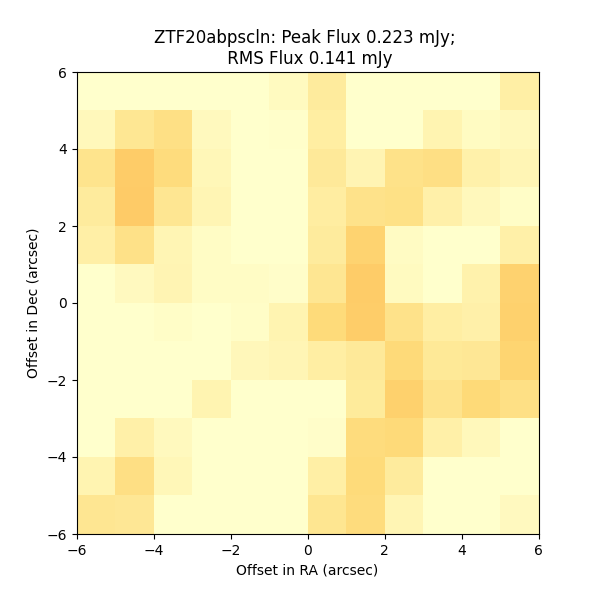 ZTF20abpscln: Peak Flux 0.223 mJy;
RMS Flux 0.141 mJy
6
4
2
0
−2
−4
−6
Offset in Dec (arcsec)
−6 −4 −2 0 2 4 6
Offset in RA (arcsec)